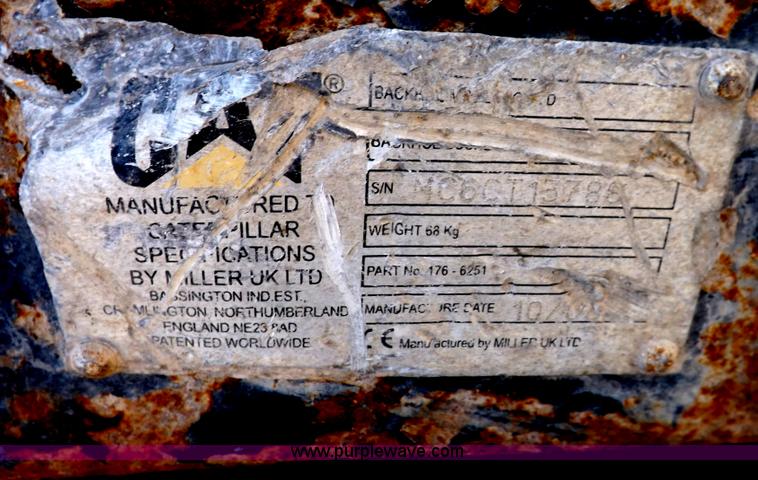 CAT®
MANUFACTURED TO
CATERPILLAR
SPECIFICATIONS
BY MILLER UK LTD
BASSINGTON IND.EST.,
CRAMLINGTON, NORTHUMBERLAND
ENGLAND NE23 8AD
PATENTED WORLDWIDE
S/N
WEIGHT 68 Kg
PART No. 176 - 6251
MANUFACTURE DATE 10/
CE Manufactured by MILLER UK LTD
www.purplewave.com